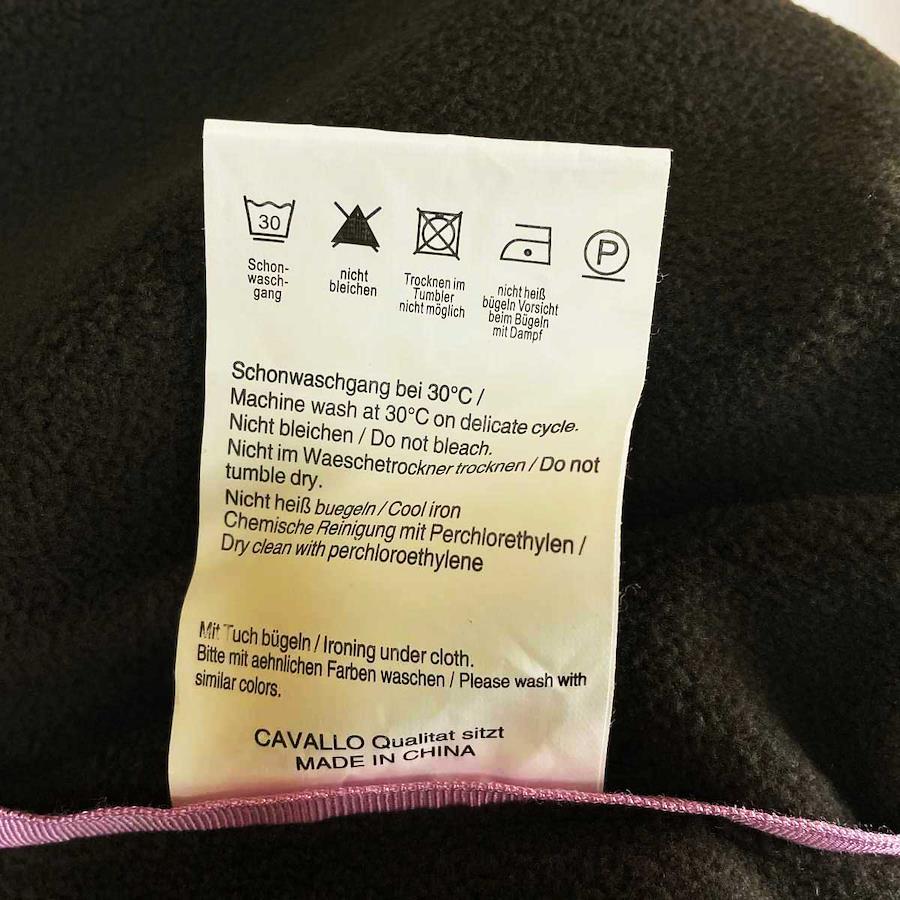 30
P
Schon-
wasch-
gang
nicht
bleichen
Trocknen im
Tumbler
nicht möglich
nicht heiß
bügeln Vorsicht
beim Bügeln
mit Dampf
Schonwaschgang bei 30°C /
Machine wash at 30°C on delicate cycle.
Nicht bleichen / Do not bleach.
Nicht im Waeschetrockner trocknen / Do not
tumble dry.
Nicht heiß buegeln / Cool iron
Chemische Reinigung mit Perchlorethylen /
Dry clean with perchloroethylene
Mit Tuch bügeln / Ironing under cloth.
Bitte mit aehnlichen Farben waschen / Please wash with
similar colors.
CAVALLO Qualitat sitzt
MADE IN CHINA